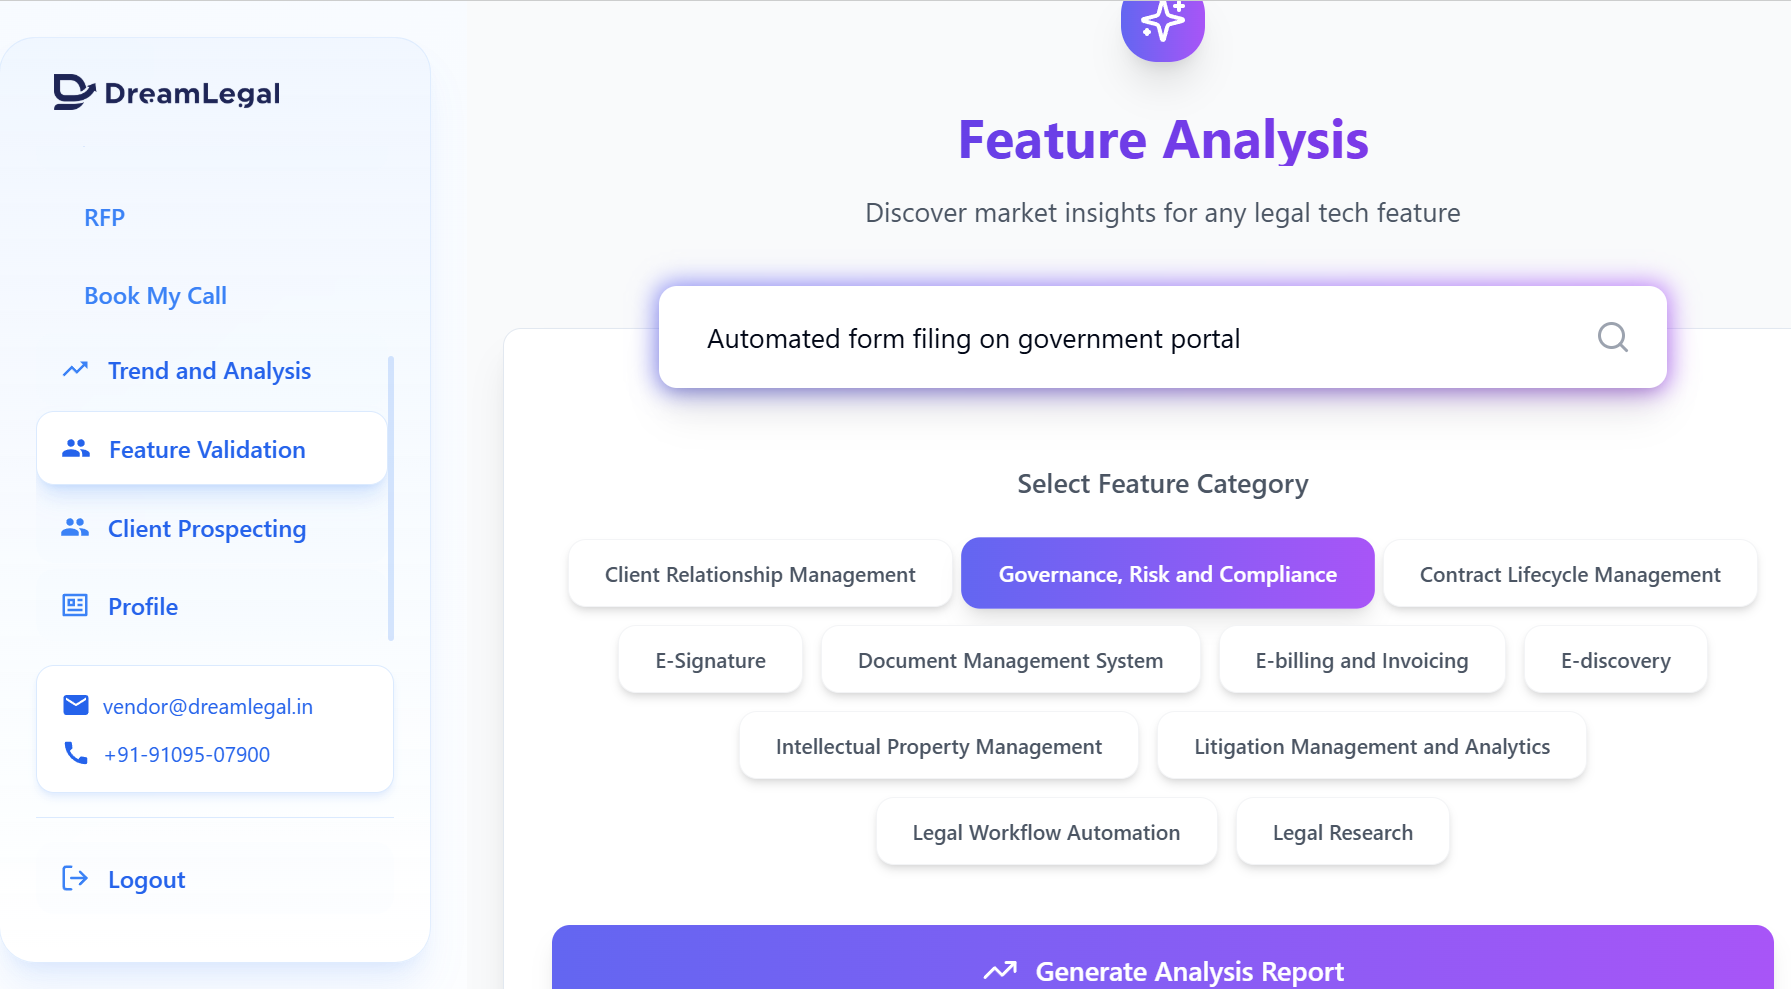 DreamLegal
RFP
Book My Call
Trend and Analysis
Feature Validation
Client Prospecting
Profile
vendor@dreamlegal.in
+91-91095-07900
Logout
Feature Analysis
Discover market insights for any legal tech feature
Automated form filing on government portal
Select Feature Category
Client Relationship Management
Governance, Risk and Compliance
Contract Lifecycle Management
E-Signature
Document Management System
E-billing and Invoicing
E-discovery
Intellectual Property Management
Litigation Management and Analytics
Legal Workflow Automation
Legal Research
Generate Analysis Report